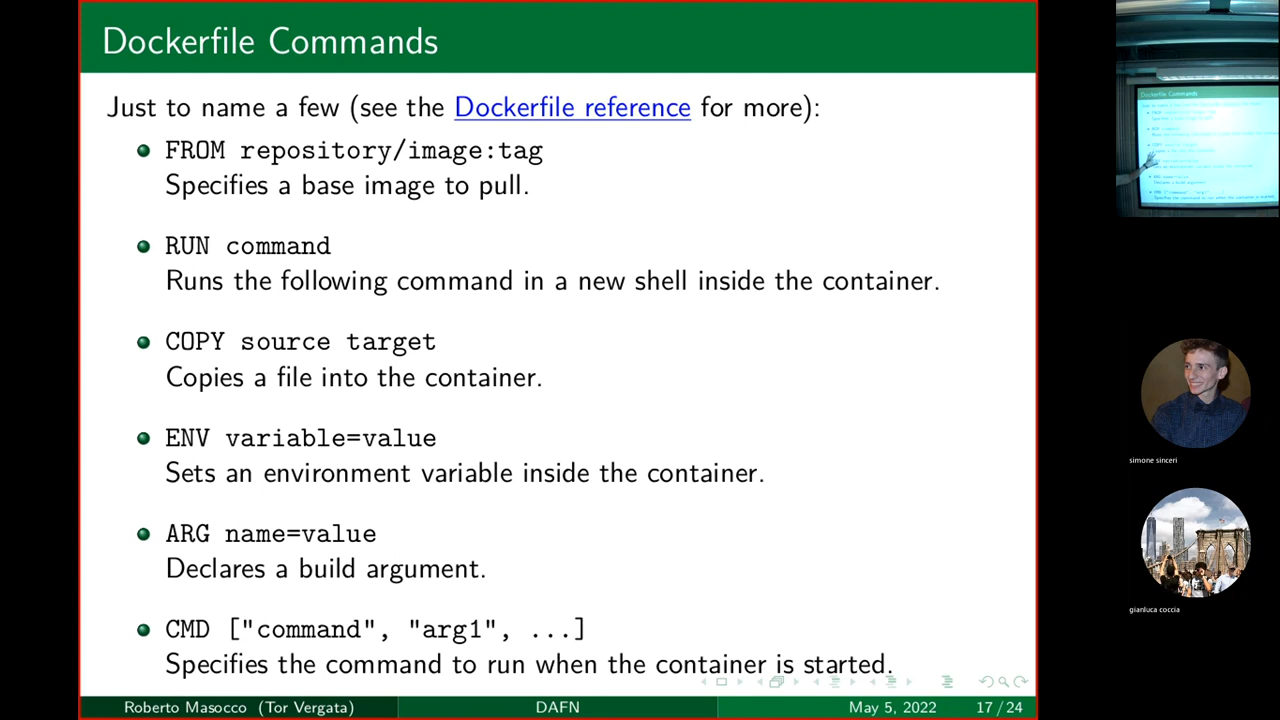 Dockerfile Commands
Just to name a few (see the Dockerfile reference for more):
FROM repository/image:tag
Specifies a base image to pull.
RUN command
Runs the following command in a new shell inside the container.
COPY source target
Copies a file into the container.
ENV variable=value
Sets an environment variable inside the container.
ARG name=value
Declares a build argument.
CMD ["command", "arg1", ...]
Specifies the command to run when the container is started.
Roberto Masocco (Tor Vergata) DAFN May 5, 2022 17 / 24
Dockerfile Commands
simone sinceri
gianluca coccia